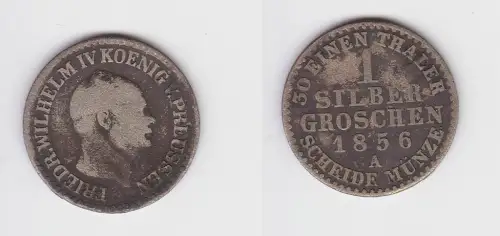 FRIEDR. WILHELM IV KOENIG V. PREUSSEN
30 EINEN THALER
1
SILBER
GROSCHEN
1856
A
SCHEIDE MÜNZE